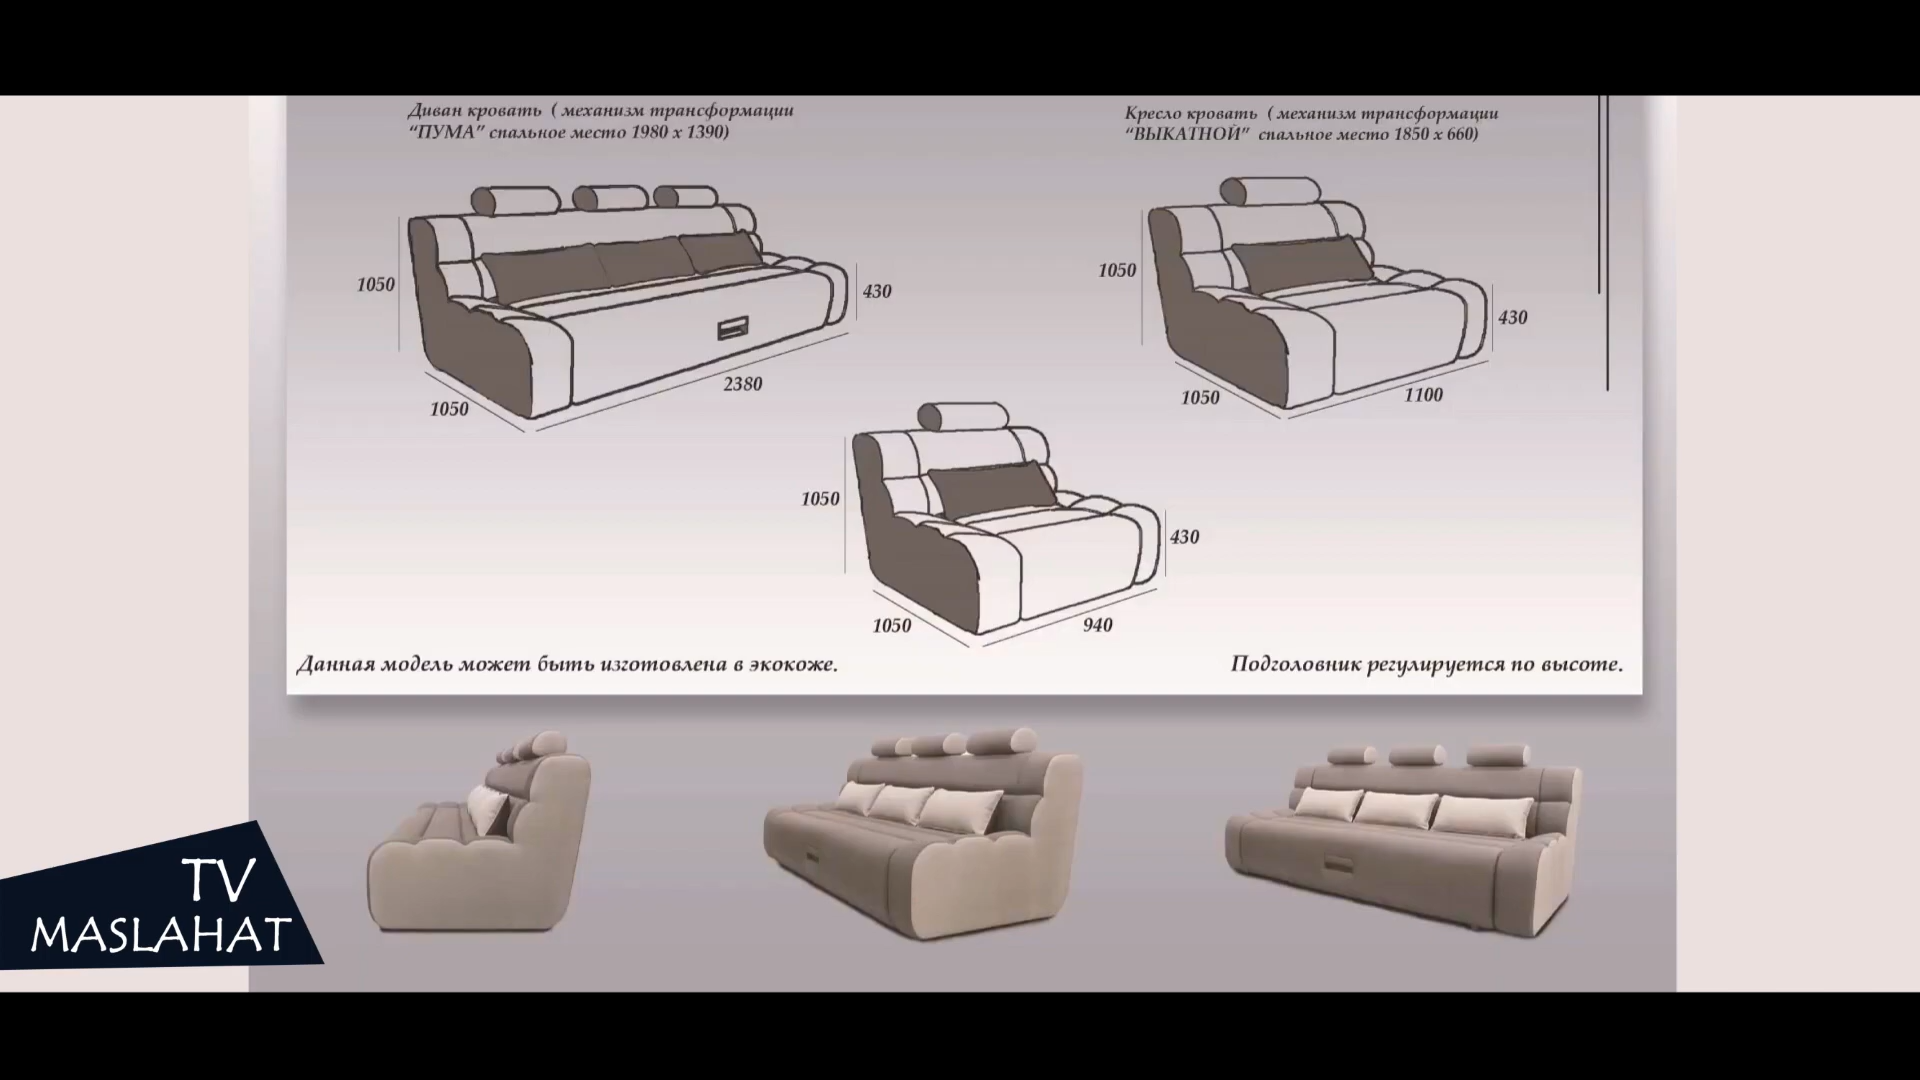 Диван кровать ( механизм трансформации
“ПУМА” спальное место 1980 х 1390)
Кресло кровать ( механизм трансформации
“ВЫКАТНОЙ” спальное место 1850 х 660)
1050
430
2380
1050
1050
430
1100
1050
1050
430
940
1050
Данная модель может быть изготовлена в экокоже.
Подголовник регулируется по высоте.
TV
MASLAHAT